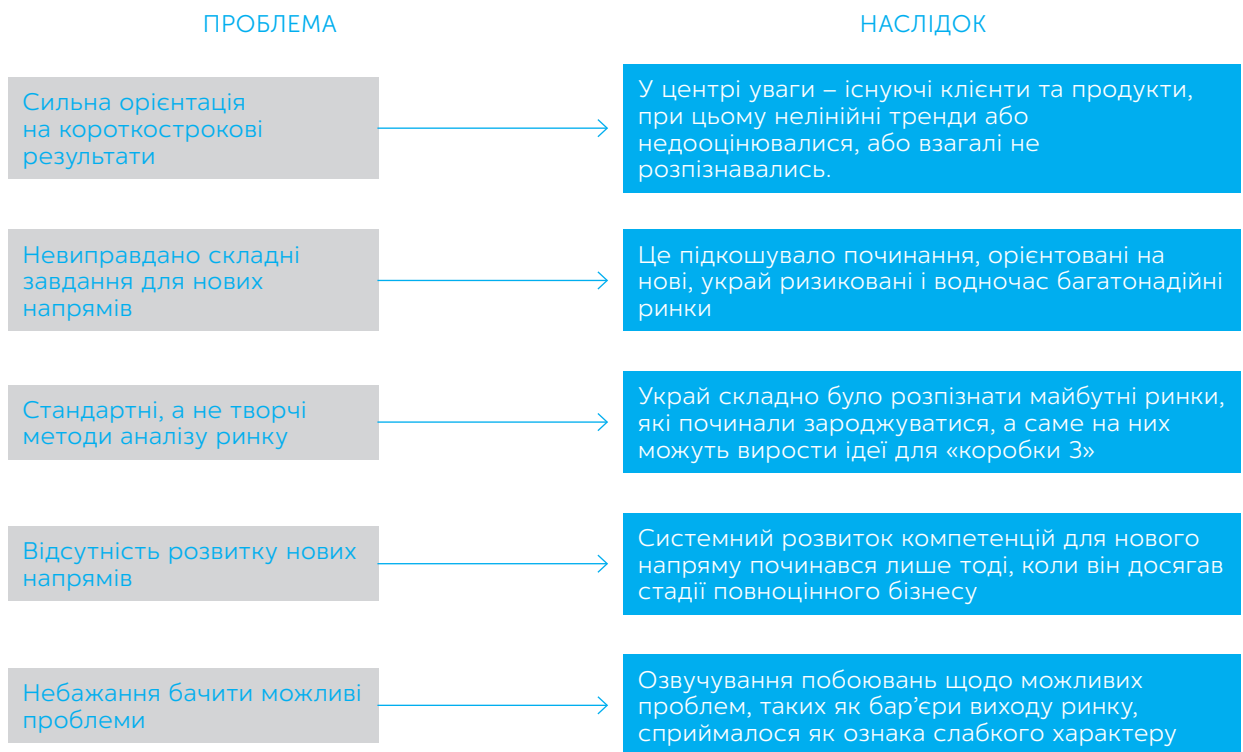 ПРОБЛЕМА
НАСЛІДОК
Сильна орієнтація
на короткострокові
результати
У центрі уваги – існуючі клієнти та продукти,
при цьому нелінійні тренди або
недооцінювалися, або взагалі не
розпізнавались.
Невиправдано складні
завдання для нових
напрямів
Це підкошувало починання, орієнтовані на
нові, украй ризиковані і водночас багатонадійні
ринки
Стандартні, а не творчі
методи аналізу ринку
Украй складно було розпізнати майбутні ринки,
які починали зароджуватися, а саме на них
можуть вирости ідеї для «коробки 3»
Відсутність розвитку нових
напрямів
Системний розвиток компетенцій для нового
напряму починався лише тоді, коли він досягав
стадії повноцінного бізнесу
Небажання бачити можливі
проблеми
Озвучування побоювань щодо можливих
проблем, таких як бар’єри виходу ринку,
сприймалося як ознака слабкого характеру